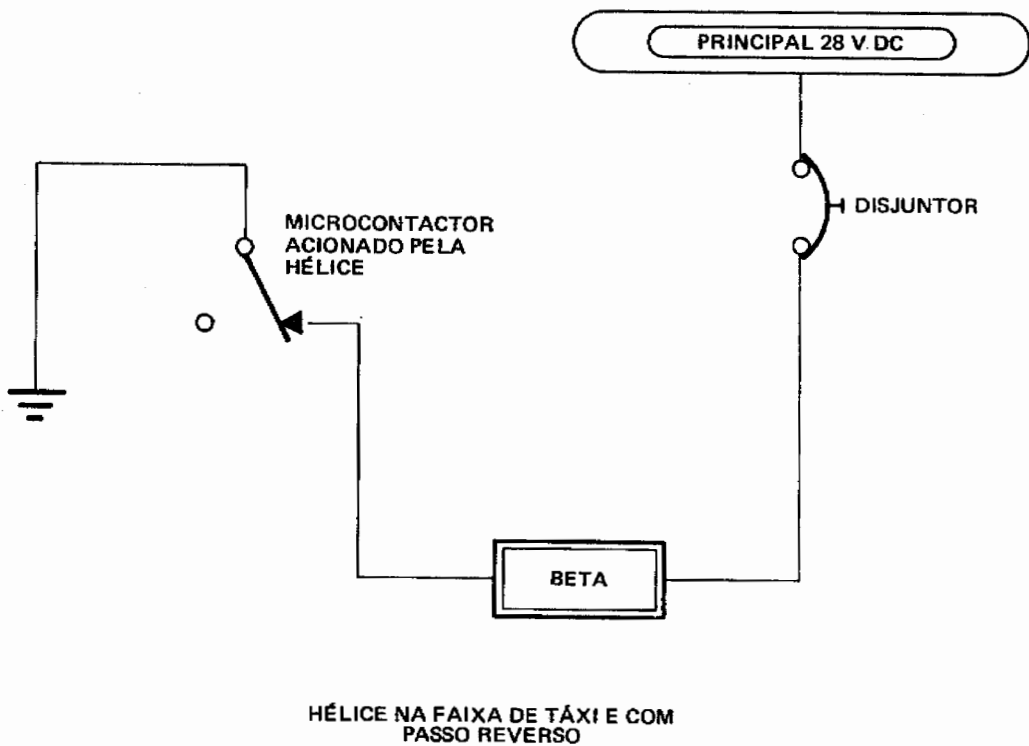 PRINCIPAL 28 V. DC
DISJUNTOR
MICROCONTACTOR
ACIONADO PELA
HÉLICE
BETA
HÉLICE NA FAIXA DE TÁXI E COM
PASSO REVERSO